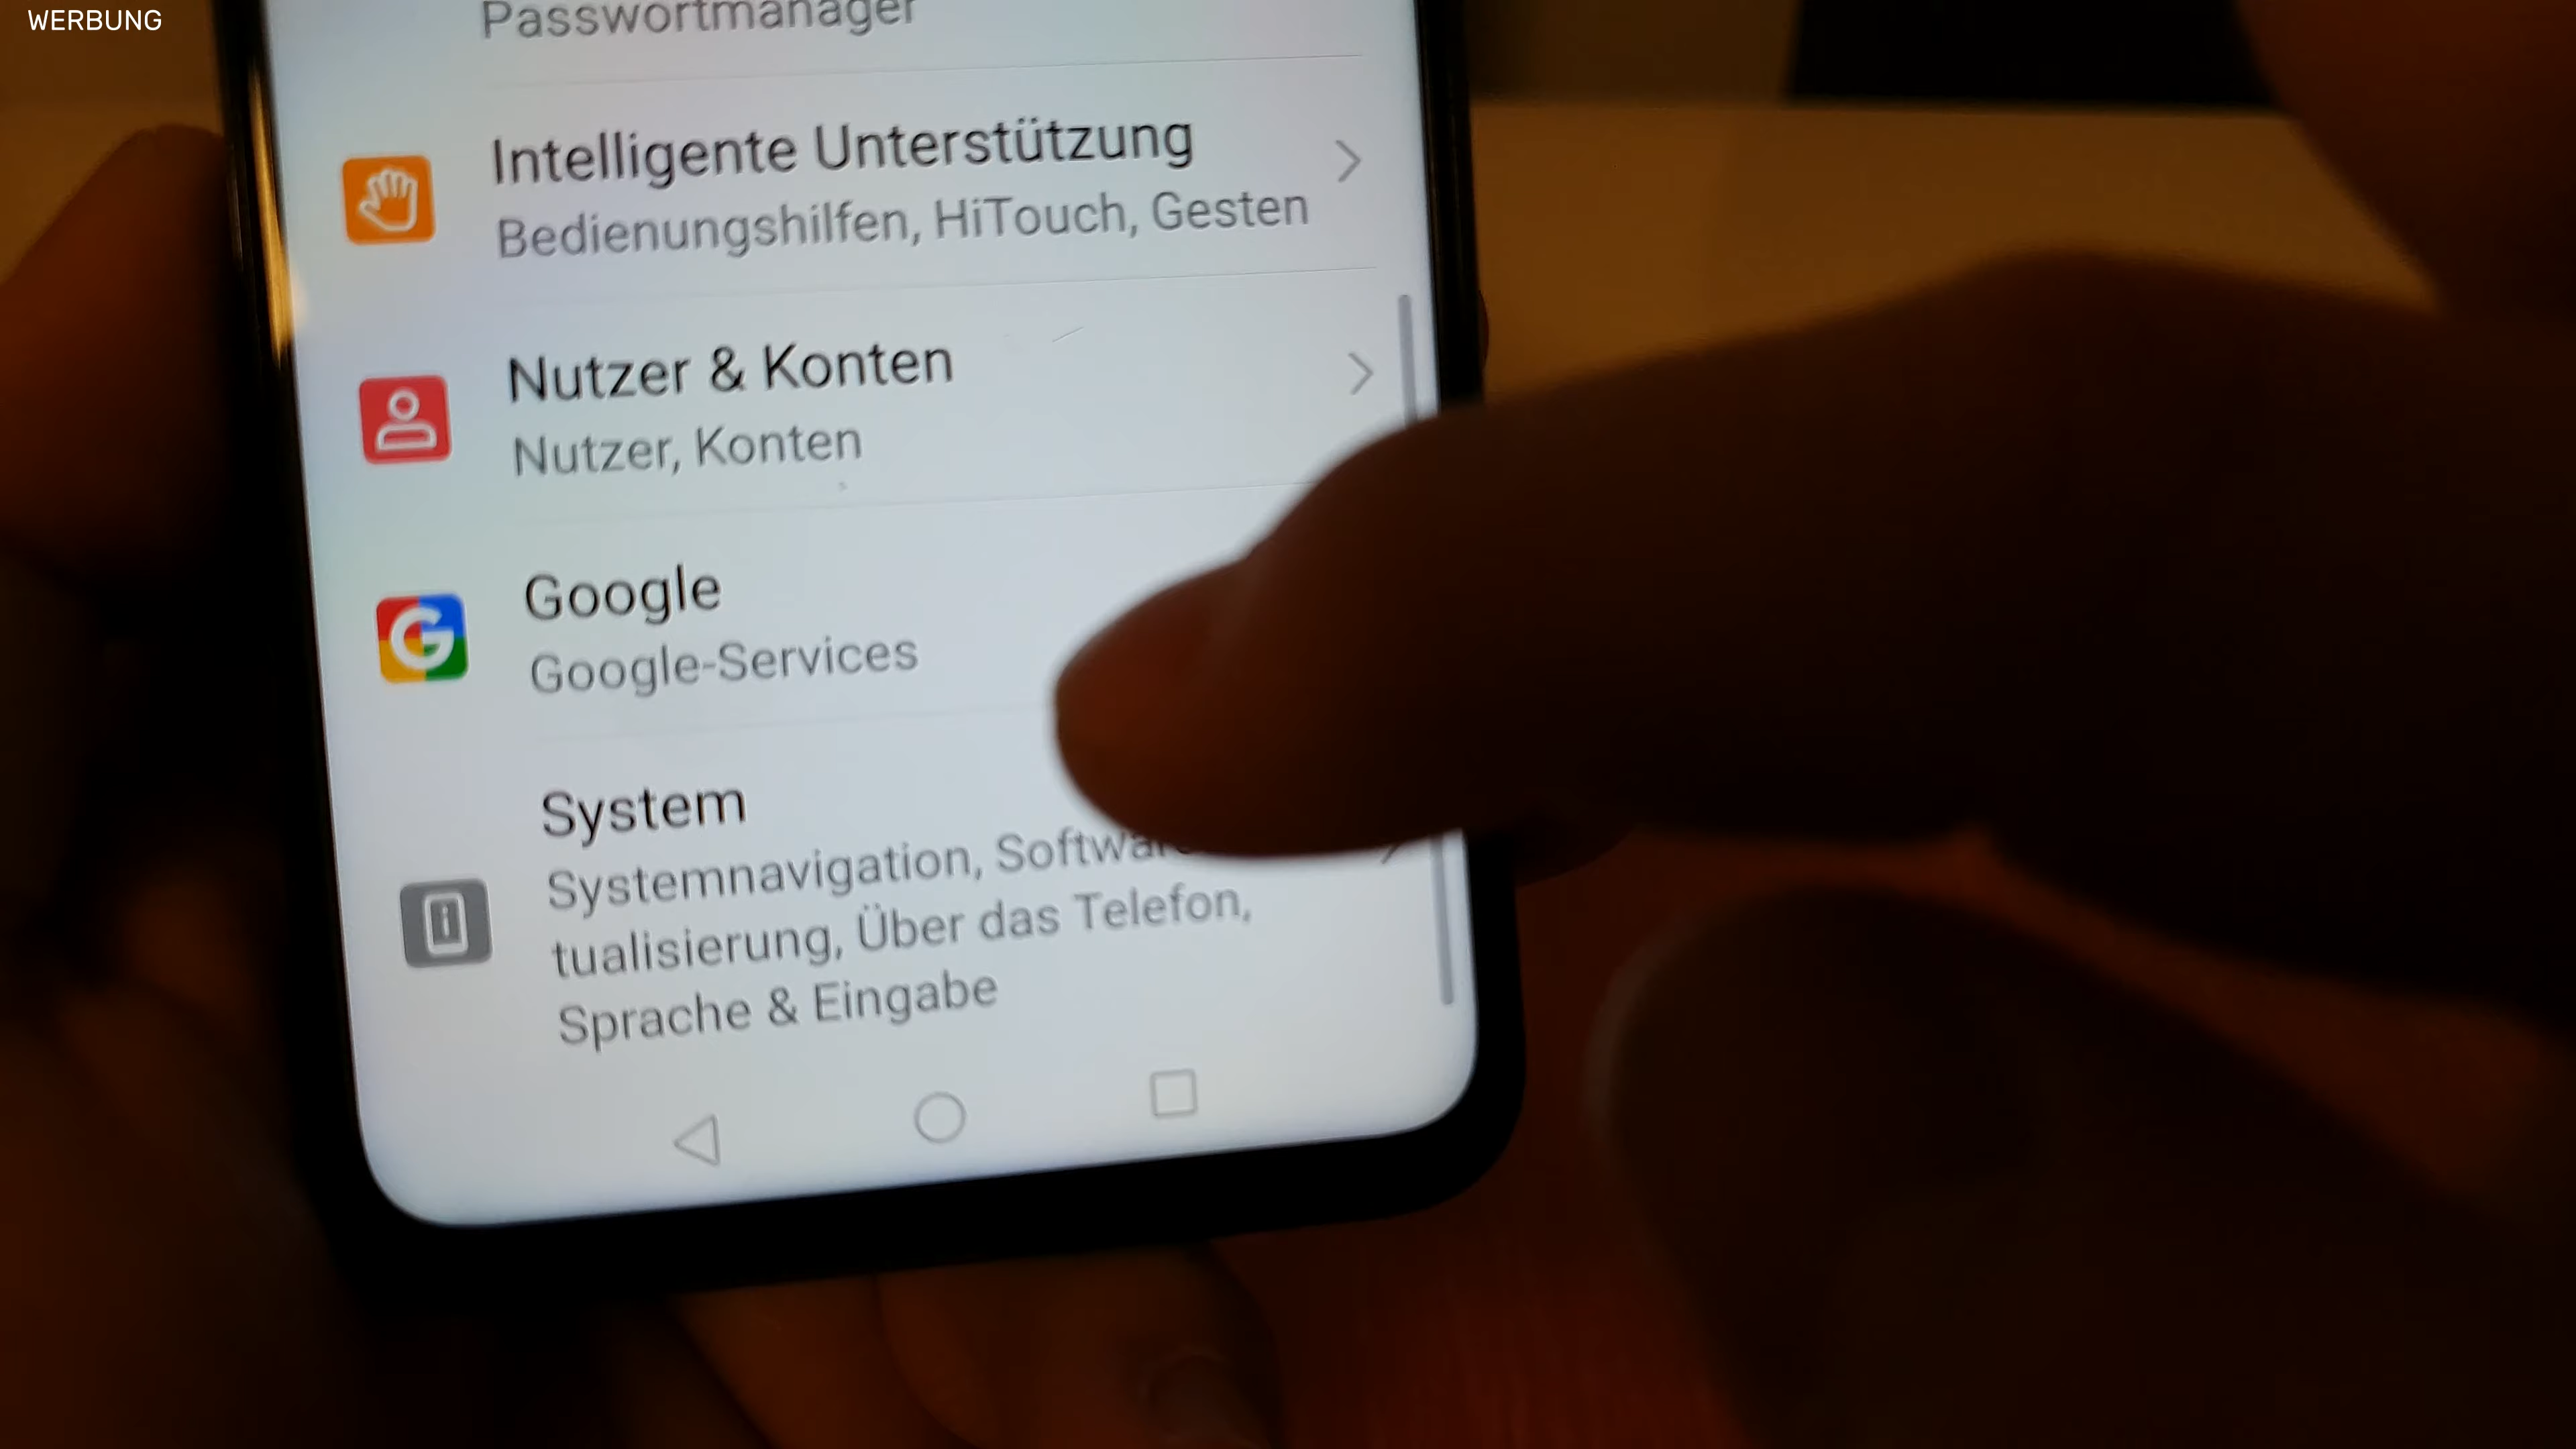 WERBUNG
Passwortmanager
Intelligente Unterstützung
Bedienungshilfen, HiTouch, Gesten
Nutzer & Konten
Nutzer, Konten
Google
Google-Services
System
Systemnavigation,
tualisierung, Über das Telefon,
Sprache & Eingabe